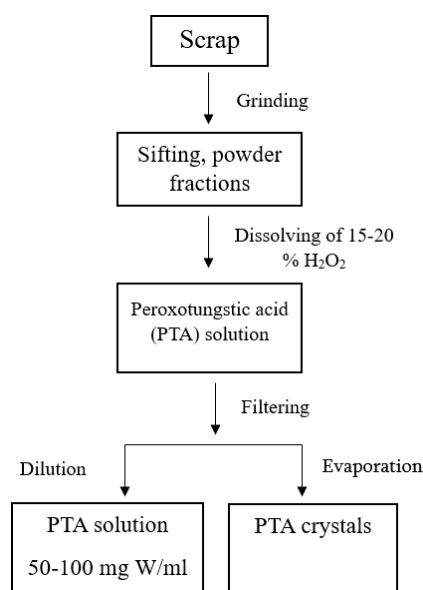 Scrap
Grinding
Sifting, powder
fractions
Dissolving of 15-20
% H₂O₂
Peroxotungstic acid
(PTA) solution
Filtering
Dilution
Evaporation
PTA solution
50-100 mg W/ml
PTA crystals